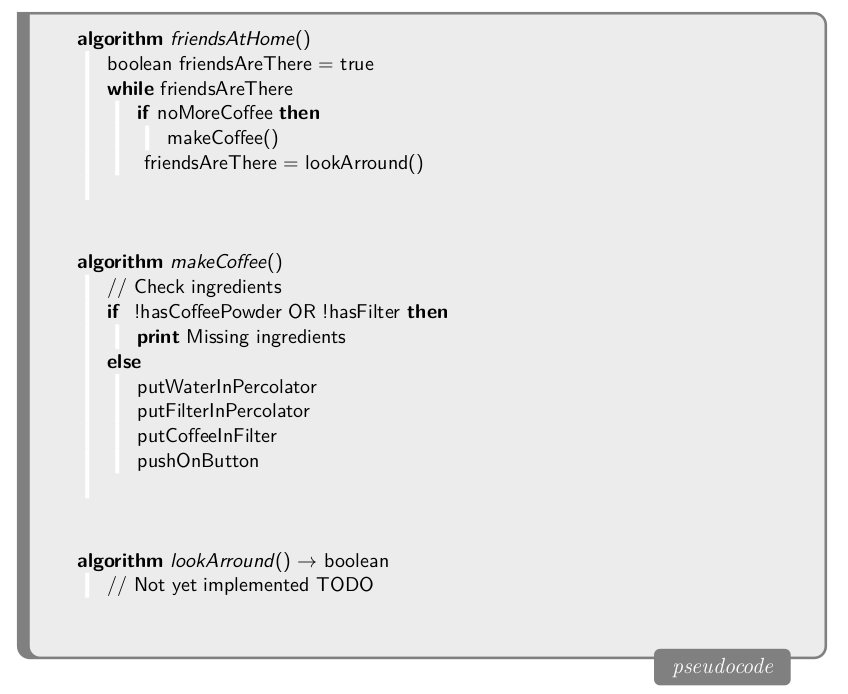 algorithm friendsAtHome()
boolean friendsAreThere = true
while friendsAreThere
if noMoreCoffee then
makeCoffee()
friendsAreThere = lookArround()
algorithm makeCoffee()
// Check ingredients
if !hasCoffeePowder OR !hasFilter then
print Missing ingredients
else
putWaterInPercolator
putFilterInPercolator
putCoffeeInFilter
pushOnButton
algorithm lookArround() → boolean
// Not yet implemented TODO
pseudocode